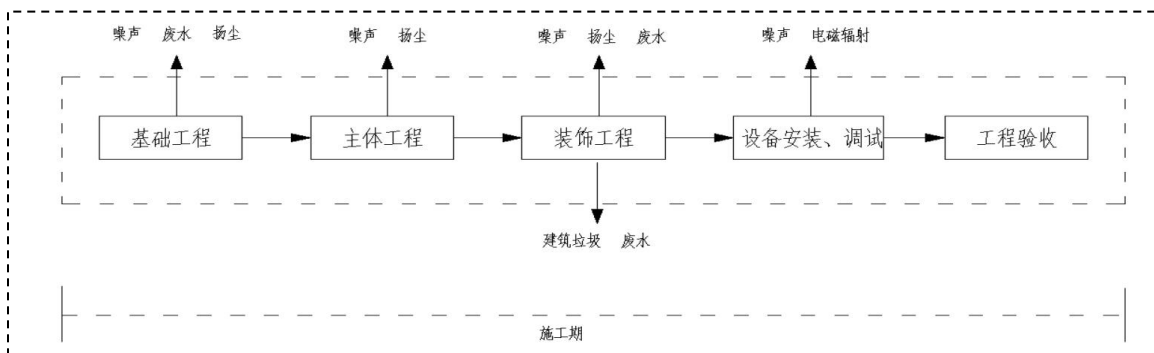 噪声 废水 扬尘 噪声 扬尘 噪声 扬尘 废水 噪声 电磁辐射
基础工程 主体工程 装饰工程 设备安装、调试 工程验收
建筑垃圾 废水
施工期